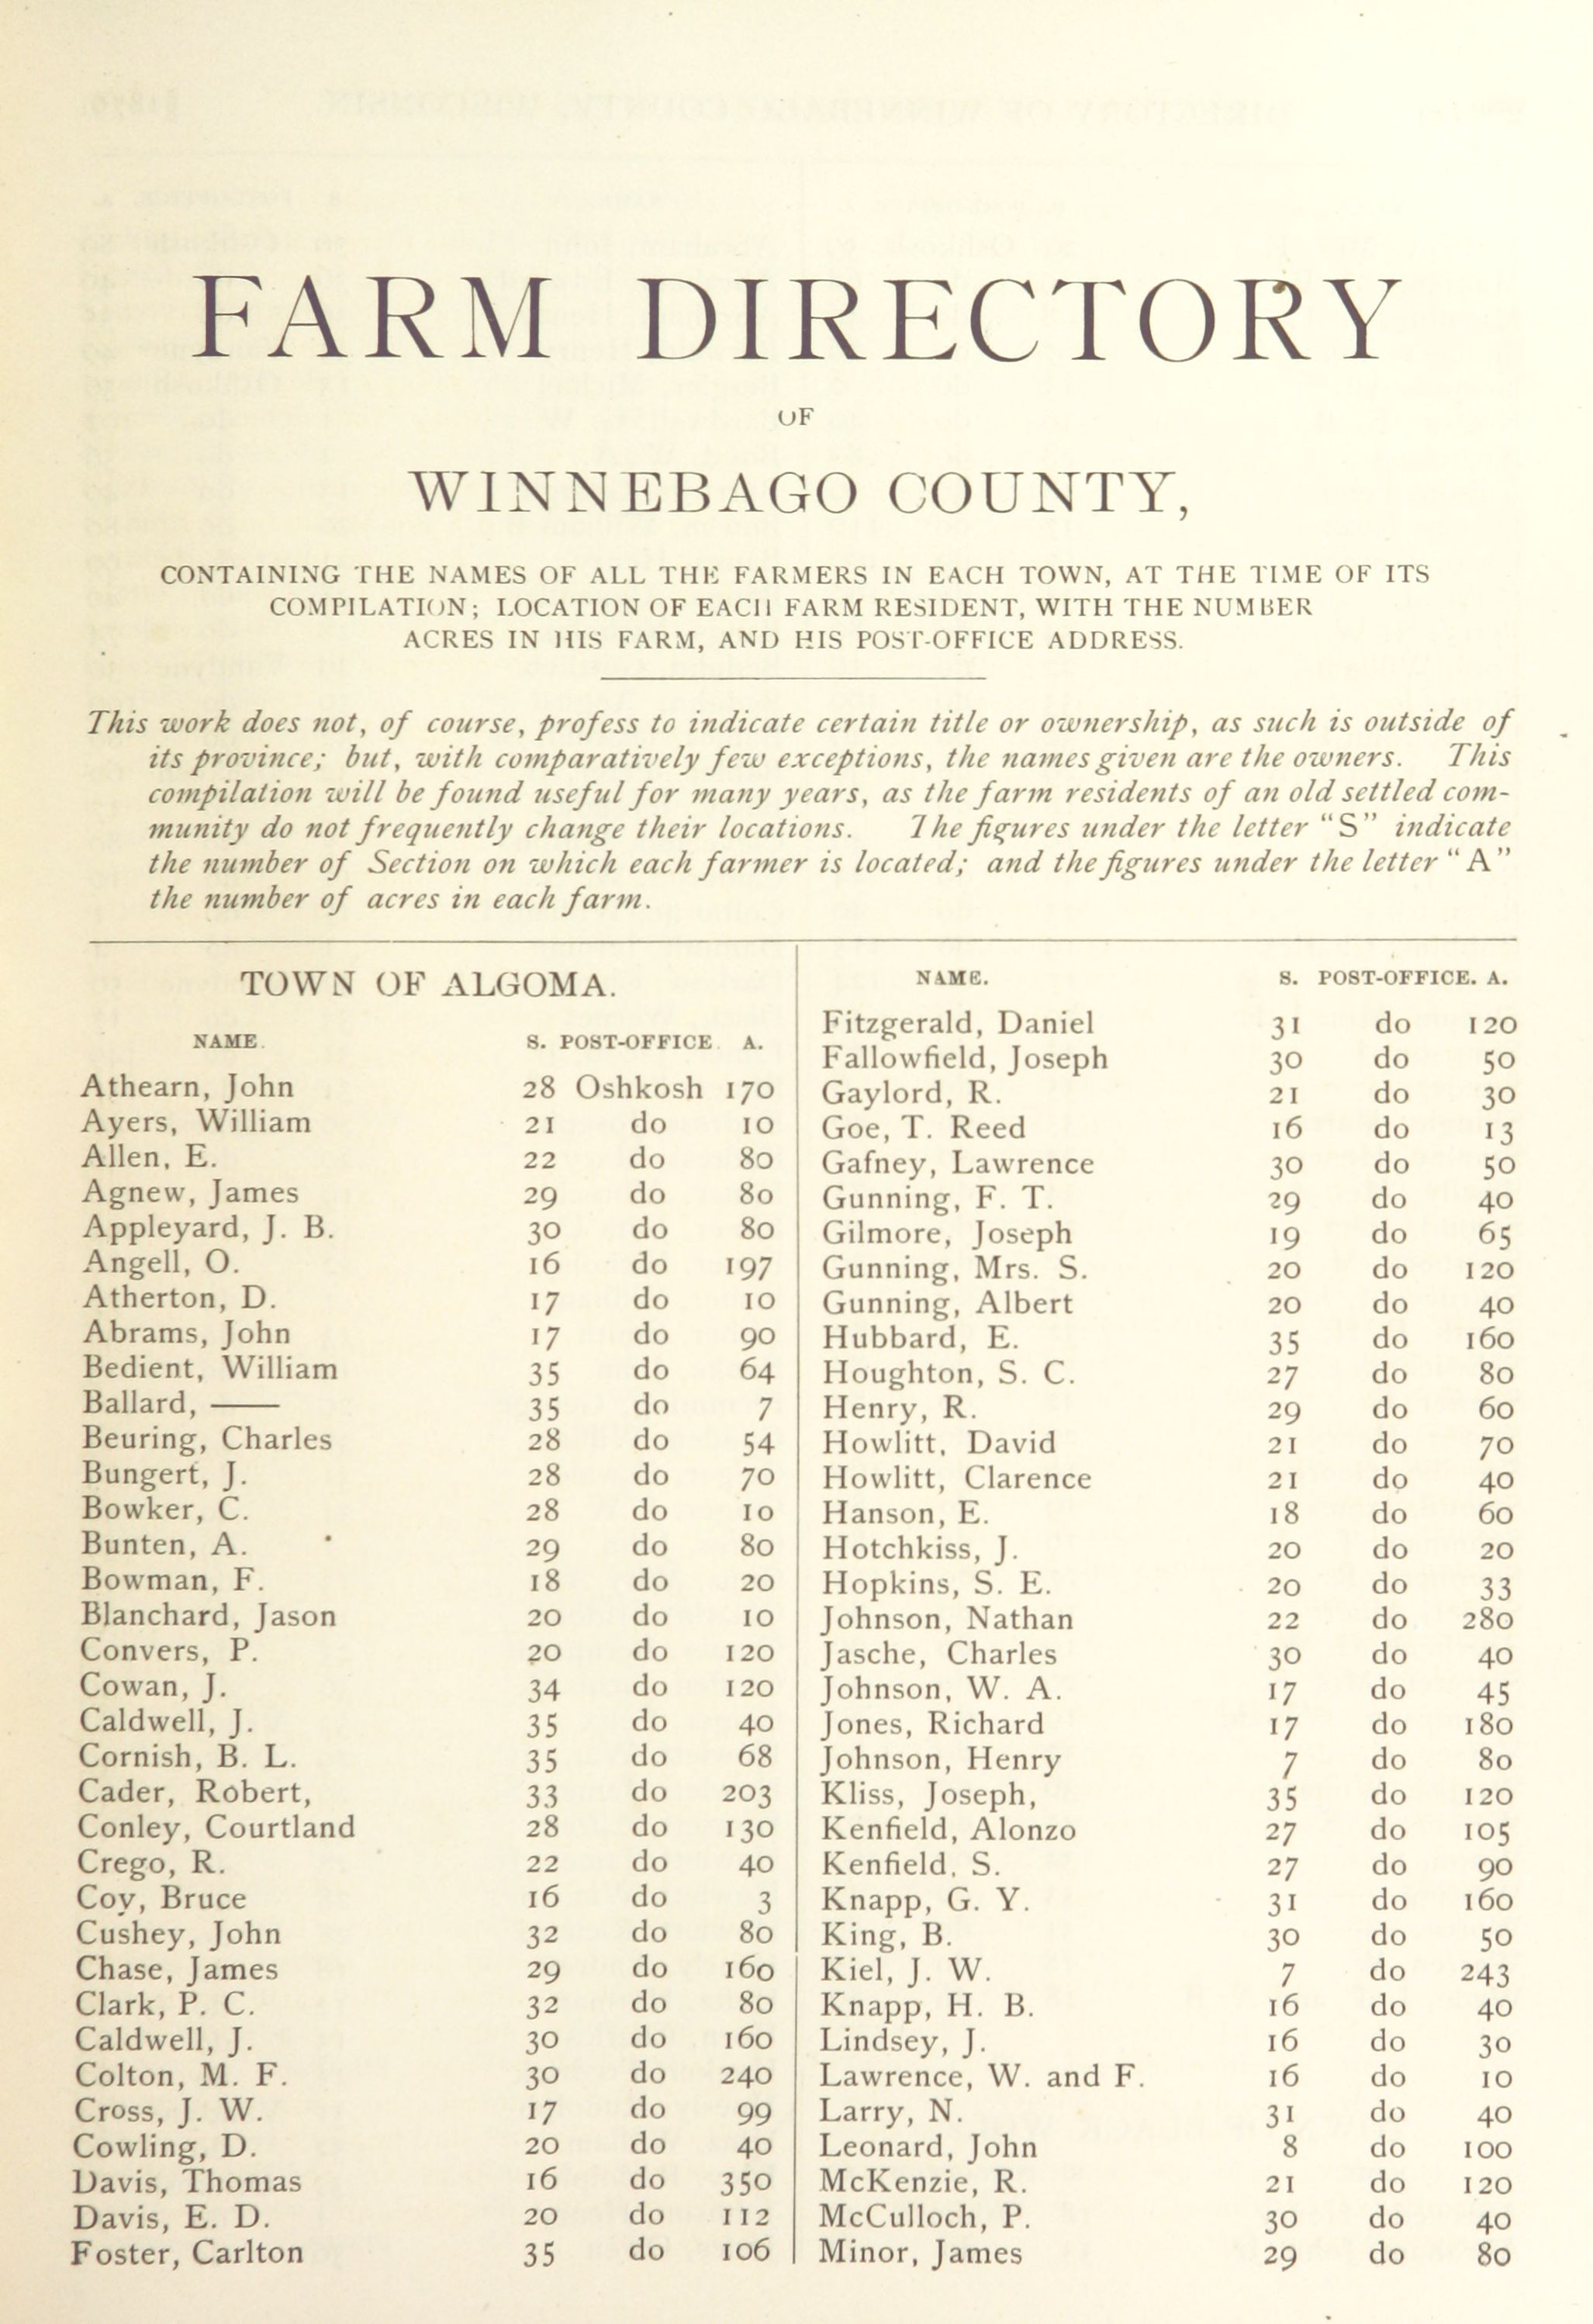 FARM DIRECTORY
OF
WINNEBAGO COUNTY,
CONTAINING THE NAMES OF ALL THE FARMERS IN EACH TOWN, AT THE TIME OF ITS
COMPILATION; LOCATION OF EACH FARM RESIDENT, WITH THE NUMBER
ACRES IN HIS FARM, AND HIS POST-OFFICE ADDRESS.
This work does not, of course, profess to indicate certain title or ownership, as such is outside of
its province; but, with comparatively few exceptions, the names given are the owners. This
compilation will be found useful for many years, as the farm residents of an old settled com-
munity do not frequently change their locations. The figures under the letter "S" indicate
the number of Section on which each farmer is located; and the figures under the letter "A"
the number of acres in each farm.
TOWN OF ALGOMA.
NAME. S. POST-OFFICE. A.
Athearn, John 28 Oshkosh 170
Ayers, William 21 do 10
Allen, E. 22 do 80
Agnew, James 29 do 80
Appleyard, J. B. 30 do 80
Angell, O. 16 do 197
Atherton, D. 17 do 10
Abrams, John 17 do 90
Bedient, William 35 do 64
Ballard, —— 35 do 7
Beuring, Charles 28 do 54
Bungert, J. 28 do 70
Bowker, C. 28 do 10
Bunten, A. 29 do 80
Bowman, F. 18 do 20
Blanchard, Jason 20 do 10
Convers, P. 20 do 120
Cowan, J. 34 do 120
Caldwell, J. 35 do 40
Cornish, B. L. 35 do 68
Cader, Robert, 33 do 203
Conley, Courtland 28 do 130
Crego, R. 22 do 40
Coy, Bruce 16 do 3
Cushey, John 32 do 80
Chase, James 29 do 160
Clark, P. C. 32 do 80
Caldwell, J. 30 do 160
Colton, M. F. 30 do 240
Cross, J. W. 17 do 99
Cowling, D. 20 do 40
Davis, Thomas 16 do 350
Davis, E. D. 20 do 112
Foster, Carlton 35 do 106
NAME. S. POST-OFFICE. A.
Fitzgerald, Daniel 31 do 120
Fallowfield, Joseph 30 do 50
Gaylord, R. 21 do 30
Goe, T. Reed 16 do 13
Gafney, Lawrence 30 do 50
Gunning, F. T. 29 do 40
Gilmore, Joseph 19 do 65
Gunning, Mrs. S. 20 do 120
Gunning, Albert 20 do 40
Hubbard, E. 35 do 160
Houghton, S. C. 27 do 80
Henry, R. 29 do 60
Howlitt, David 21 do 70
Howlitt, Clarence 21 do 40
Hanson, E. 18 do 60
Hotchkiss, J. 20 do 20
Hopkins, S. E. 20 do 33
Johnson, Nathan 22 do 280
Jasche, Charles 30 do 40
Johnson, W. A. 17 do 45
Jones, Richard 17 do 180
Johnson, Henry 7 do 80
Kliss, Joseph, 35 do 120
Kenfield, Alonzo 27 do 105
Kenfield, S. 27 do 90
Knapp, G. Y. 31 do 160
King, B. 30 do 50
Kiel, J. W. 7 do 243
Knapp, H. B. 16 do 40
Lindsey, J. 16 do 30
Lawrence, W. and F. 16 do 10
Larry, N. 31 do 40
Leonard, John 8 do 100
McKenzie, R. 21 do 120
McCulloch, P. 30 do 40
Minor, James 29 do 80